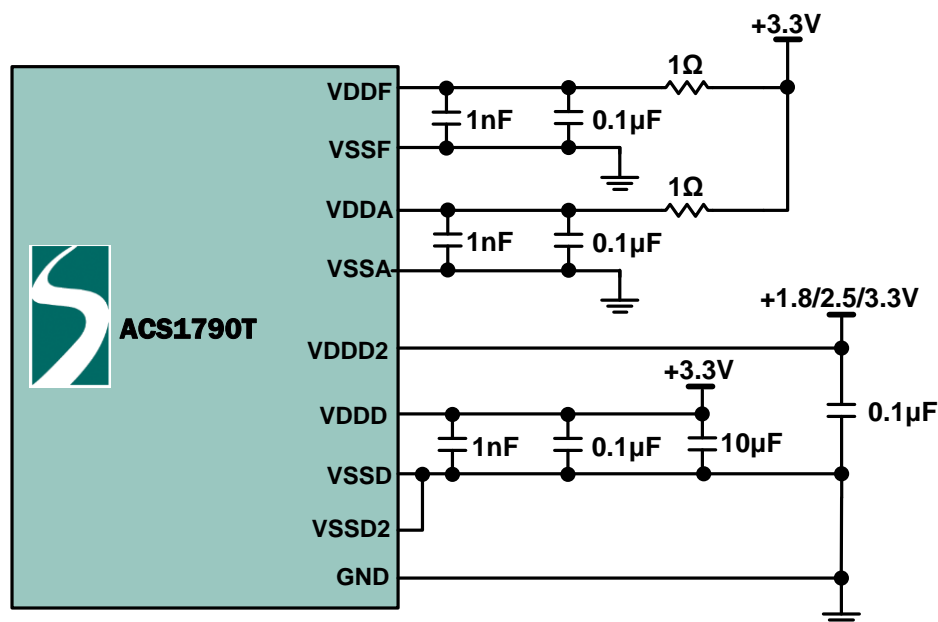 +3.3V
1Ω
VDDF
1nF
0.1µF
VSSF
1Ω
VDDA
1nF
0.1µF
VSSA
+1.8/2.5/3.3V
ACS1790T
VDDD2
+3.3V
0.1µF
VDDD
1nF
0.1µF
10µF
VSSD
VSSD2
GND